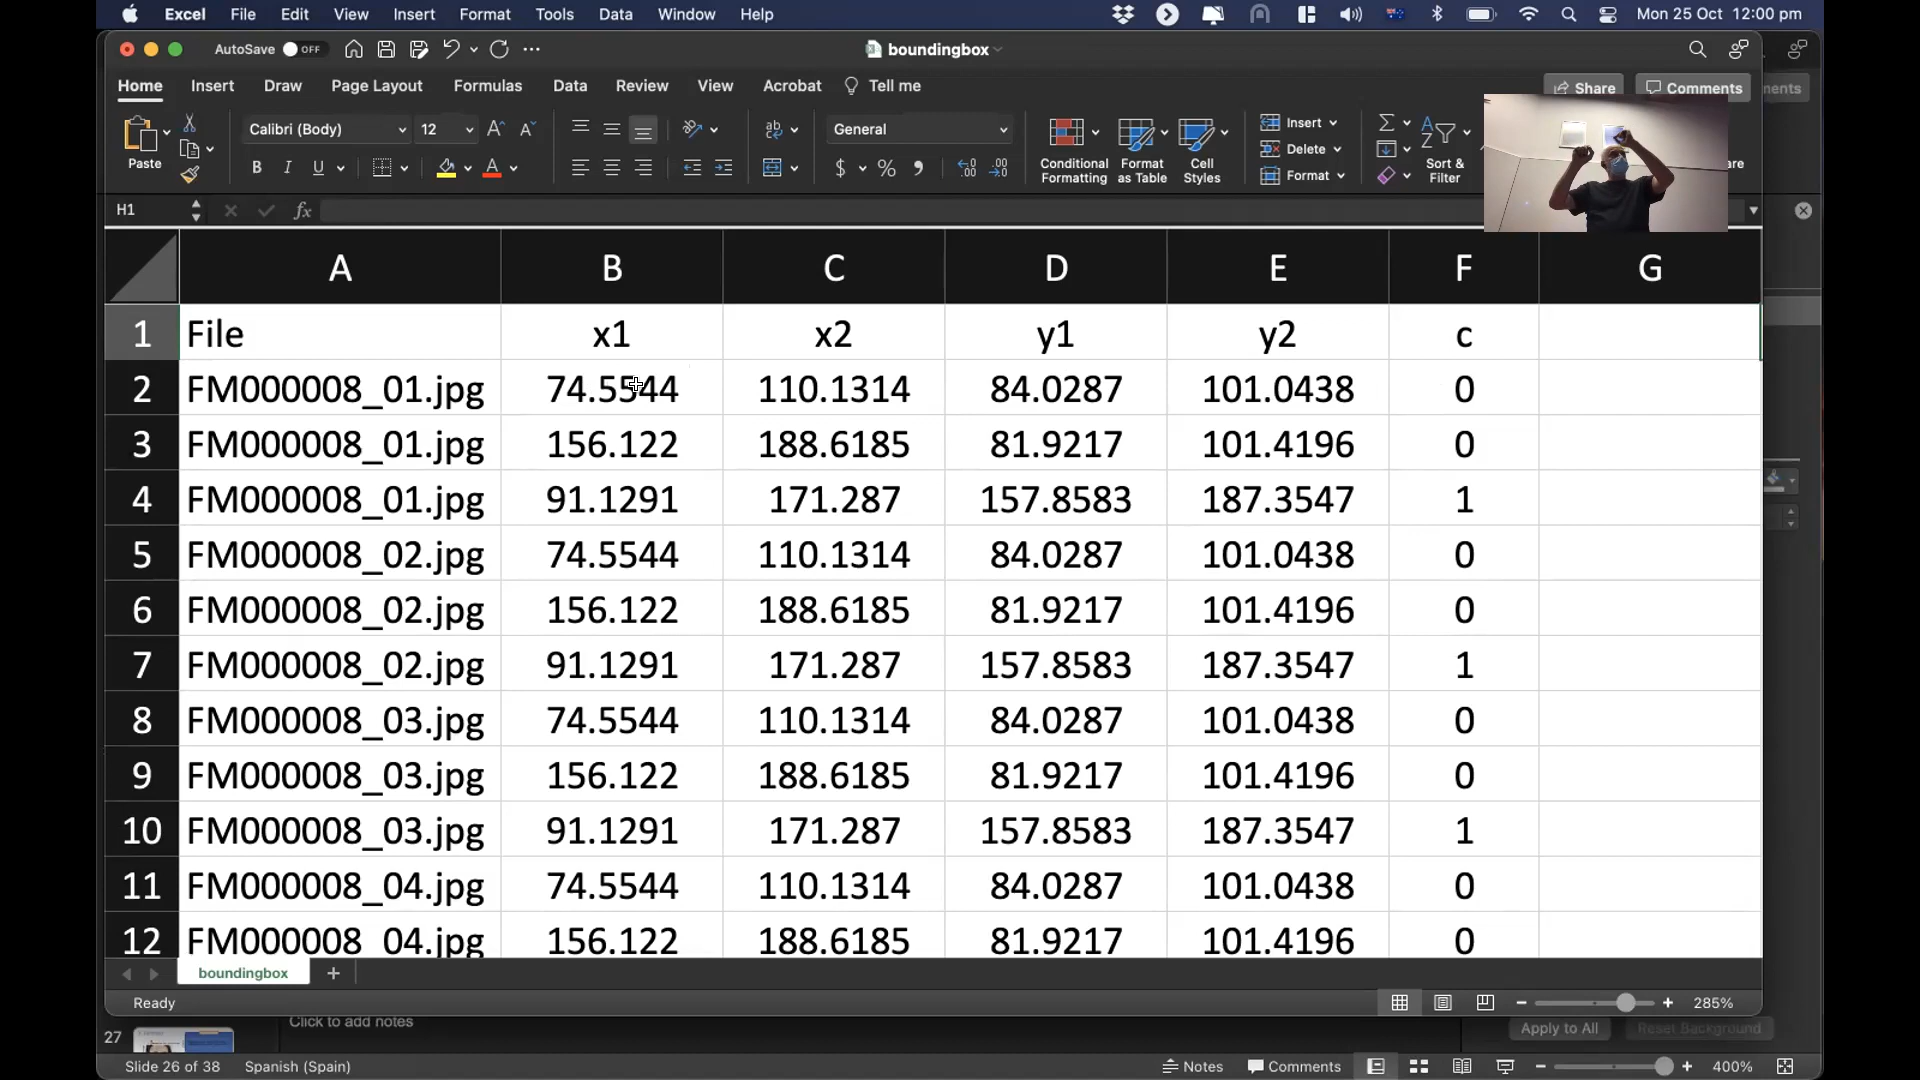 Excel File Edit View Insert Format Tools Data Window Help Mon 25 Oct 12:00 pm
AutoSave OFF boundingbox
Home Insert Draw Page Layout Formulas Data Review View Acrobat Tell me Share Comments ments
Paste Calibri (Body) 12 General Insert
B I U $ % Conditional Formatting Format as Table Cell Styles Delete Format Sort & Filter are
H1 fx
A B C D E F G
1 File x1 x2 y1 y2 c
2 FM000008_01.jpg 74.5544 110.1314 84.0287 101.0438 0
3 FM000008_01.jpg 156.122 188.6185 81.9217 101.4196 0
4 FM000008_01.jpg 91.1291 171.287 157.8583 187.3547 1
5 FM000008_02.jpg 74.5544 110.1314 84.0287 101.0438 0
6 FM000008_02.jpg 156.122 188.6185 81.9217 101.4196 0
7 FM000008_02.jpg 91.1291 171.287 157.8583 187.3547 1
8 FM000008_03.jpg 74.5544 110.1314 84.0287 101.0438 0
9 FM000008_03.jpg 156.122 188.6185 81.9217 101.4196 0
10 FM000008_03.jpg 91.1291 171.287 157.8583 187.3547 1
11 FM000008_04.jpg 74.5544 110.1314 84.0287 101.0438 0
12 FM000008_04.jpg 156.122 188.6185 81.9217 101.4196 0
boundingbox
Ready 285%
27 Click to add notes Apply to All Reset Background
Slide 26 of 38 Spanish (Spain) Notes Comments 400%